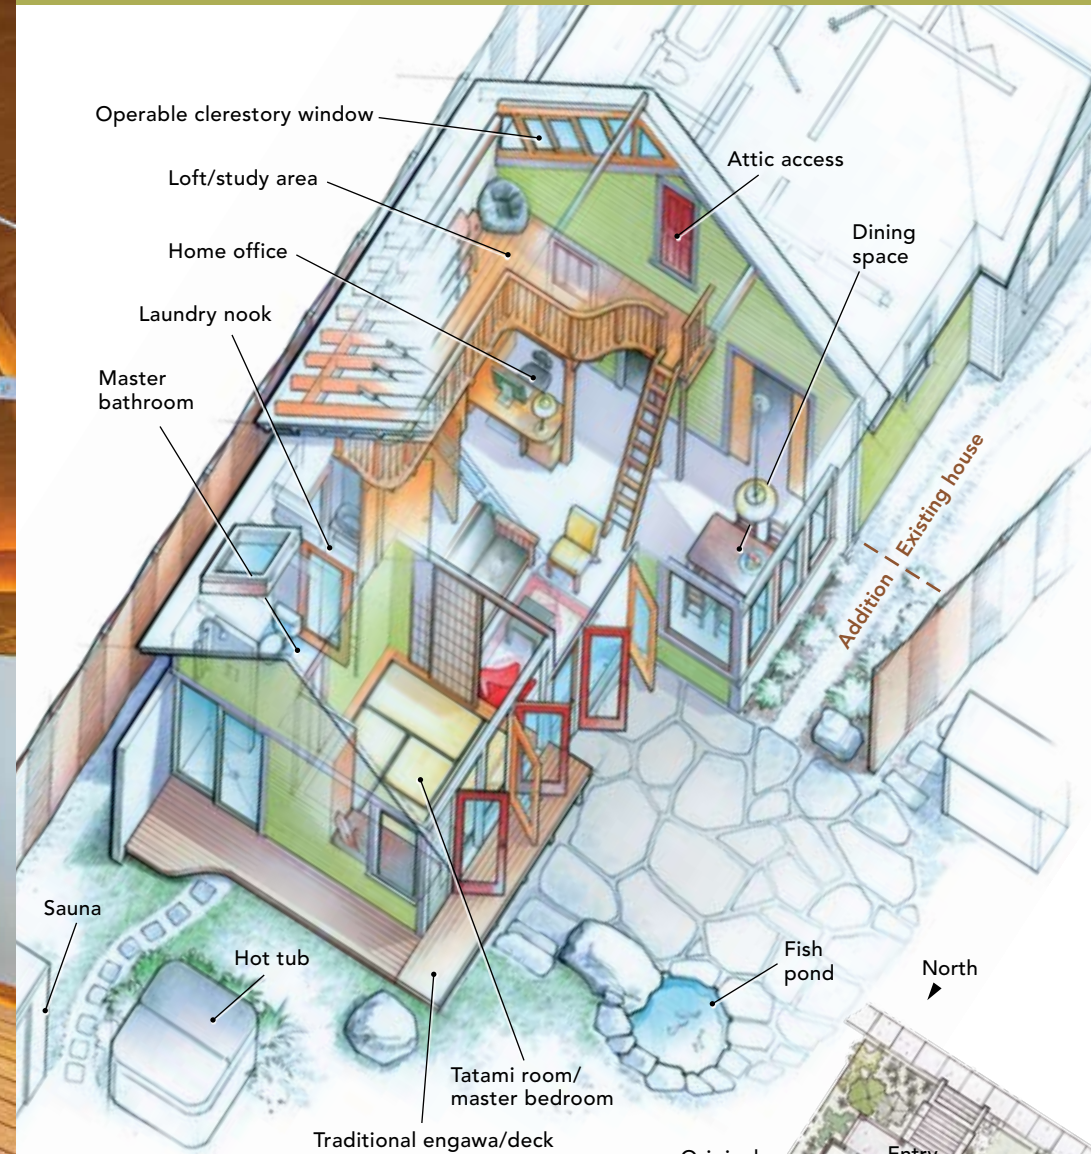 Operable clerestory window
Attic access
Loft/study area
Dining
space
Home office
Laundry nook
Master
bathroom
Addition
Existing house
Sauna
Hot tub
Fish
pond
North
Tatami room/
master bedroom
Traditional engawa/deck
Original
Entry